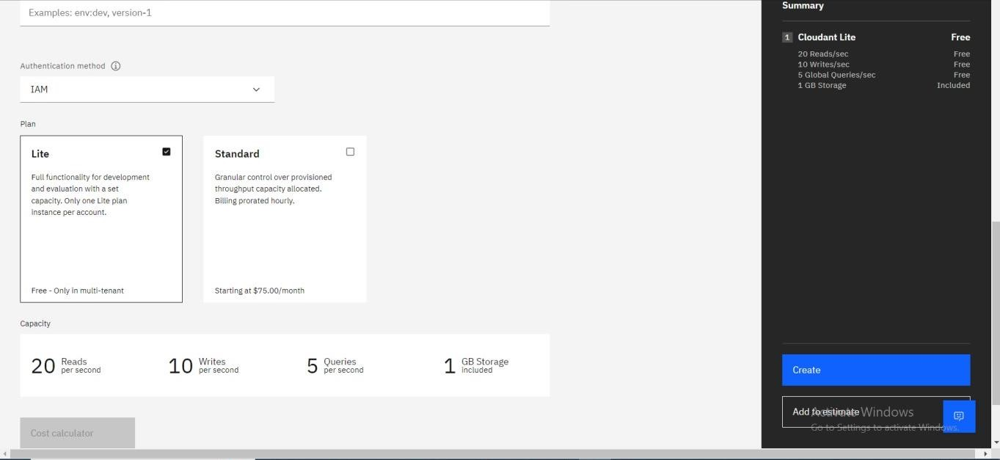 Examples: env:dev, version-1
Authentication method
IAM
Plan
Lite
Full functionality for development
and evaluation with a set
capacity. Only one Lite plan
instance per account.
Free - Only in multi-tenant
Standard
Granular control over provisioned
throughput capacity allocated.
Billing prorated hourly.
Starting at $75.00/month
Capacity
20 Reads per second
10 Writes per second
5 Queries per second
1 GB Storage included
Cost calculator
Summary
1 Cloudant Lite Free
20 Reads/sec Free
10 Writes/sec Free
5 Global Queries/sec Free
1 GB Storage Included
Create
Add to estimate
Activate Windows
Go to Settings to activate Windows.